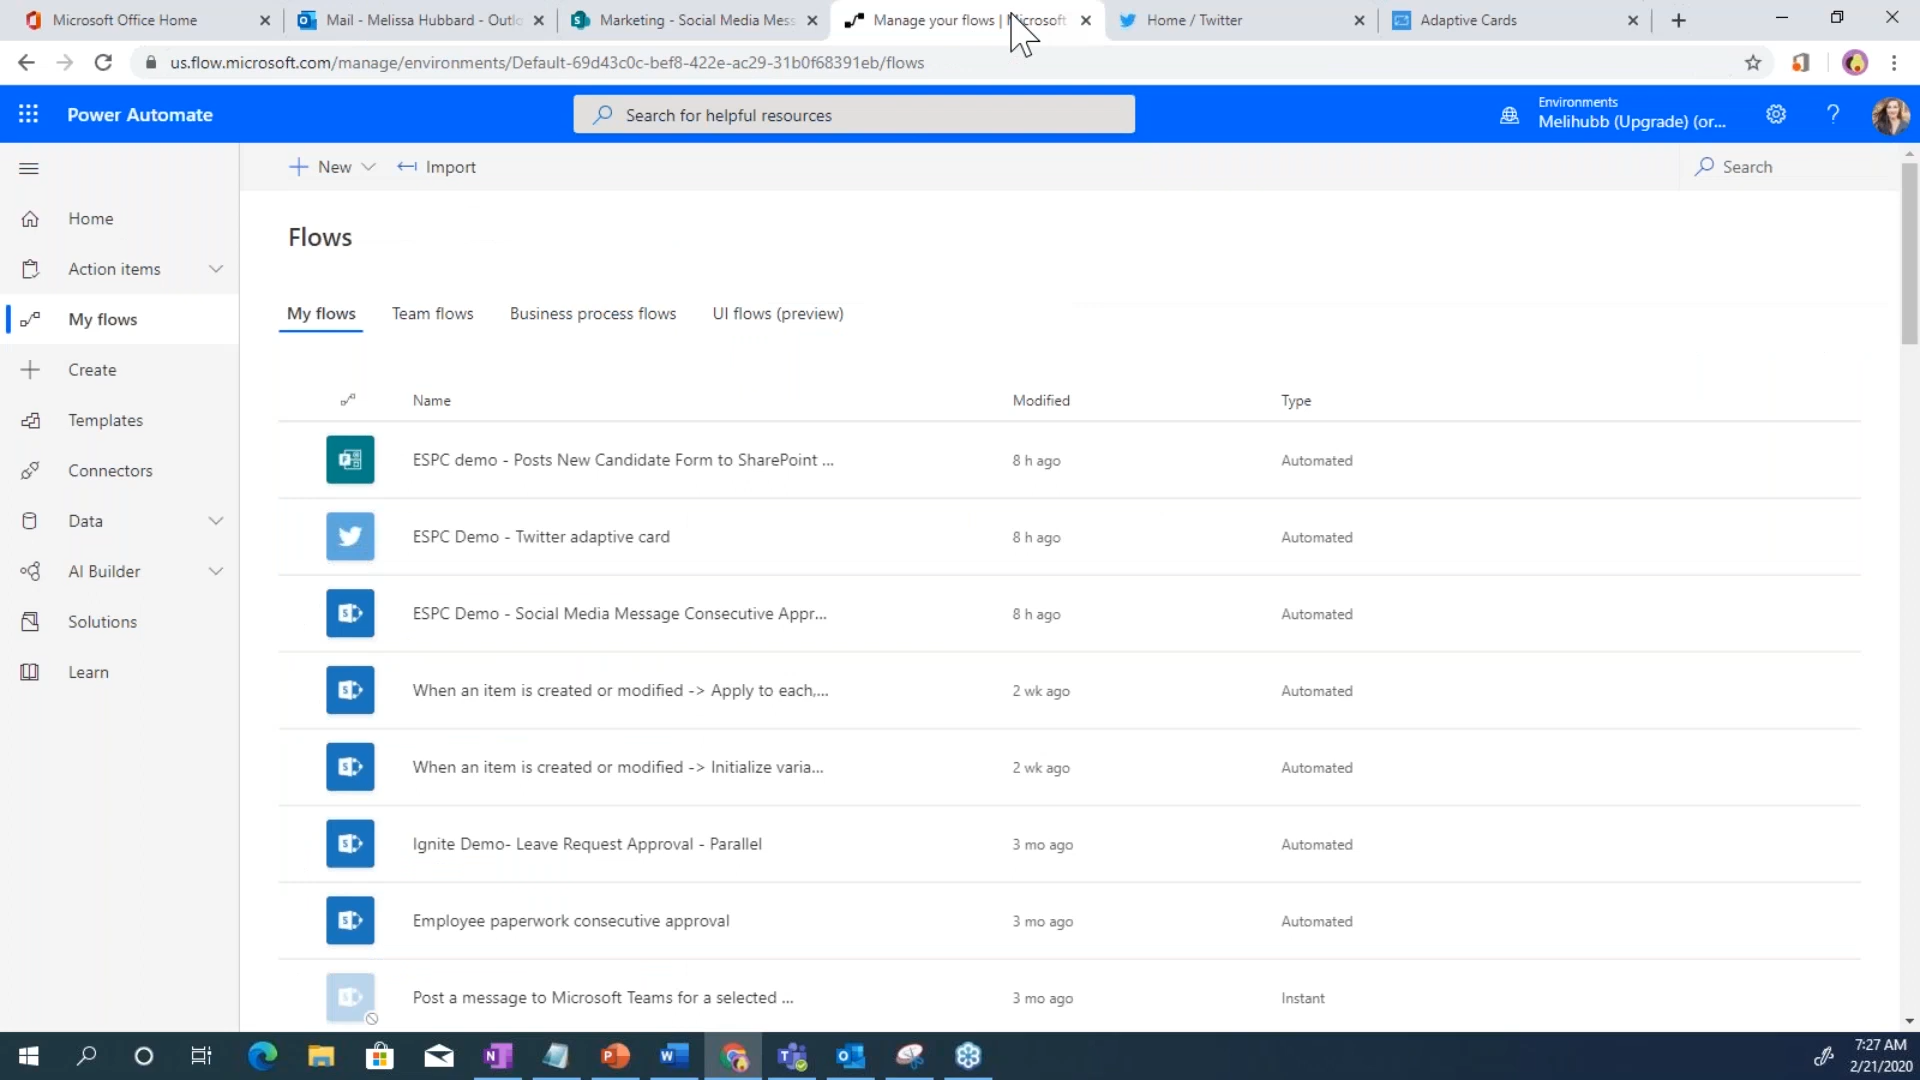 Microsoft Office Home
Mail - Melissa Hubbard - Outlo
Marketing - Social Media Mess
Manage your flows | Microsoft
Home / Twitter
Adaptive Cards
us.flow.microsoft.com/manage/environments/Default-69d43c0c-bef8-422e-ac29-31b0f68391eb/flows
Power Automate
Search for helpful resources
Environments
Melihubb (Upgrade) (or...
New
Import
Search
Home
Action items
My flows
Create
Templates
Connectors
Data
AI Builder
Solutions
Learn
Flows
My flows
Team flows
Business process flows
UI flows (preview)
Name Modified Type
ESPC demo - Posts New Candidate Form to SharePoint ... 8 h ago Automated
ESPC Demo - Twitter adaptive card 8 h ago Automated
ESPC Demo - Social Media Message Consecutive Appr... 8 h ago Automated
When an item is created or modified -> Apply to each,... 2 wk ago Automated
When an item is created or modified -> Initialize varia... 2 wk ago Automated
Ignite Demo- Leave Request Approval - Parallel 3 mo ago Automated
Employee paperwork consecutive approval 3 mo ago Automated
Post a message to Microsoft Teams for a selected ... 3 mo ago Instant
7:27 AM
2/21/2020